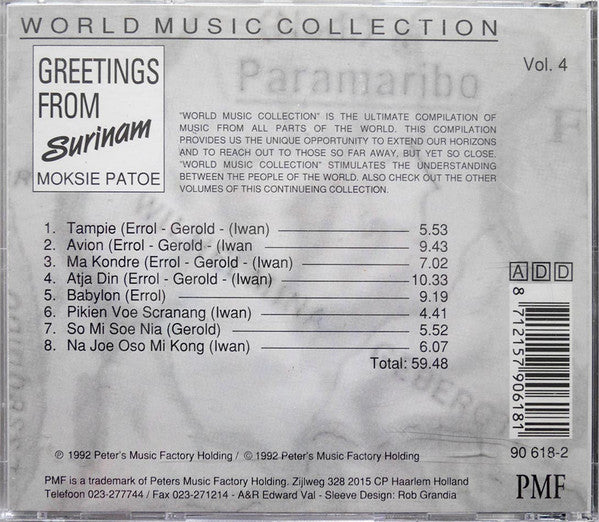 WORLD MUSIC COLLECTION
GREETINGS
FROM
Surinam
MOKSIE PATOE
Paramaribo
Vol. 4
"WORLD MUSIC COLLECTION" IS THE ULTIMATE COMPILATION OF
MUSIC FROM ALL PARTS OF THE WORLD. THIS COMPILATION
PROVIDES US THE UNIQUE OPPORTUNITY TO EXTEND OUR HORIZONS
AND TO REACH OUT TO THOSE SO FAR AWAY, BUT YET SO CLOSE.
"WORLD MUSIC COLLECTION" STIMULATES THE UNDERSTANDING
BETWEEN THE PEOPLE OF THE WORLD. ALSO CHECK OUT THE OTHER
VOLUMES OF THIS CONTINUEING COLLECTION.
1. Tampie (Errol - Gerold - (Iwan) 5.53
2. Avion (Errol - Gerold - (Iwan 9.43
3. Ma Kondre (Errol - Gerold - (Iwan) 7.02
4. Atja Din (Errol - Gerold - (Iwan) 10.33
5. Babylon (Errol) 9.19
6. Pikien Voe Scranang (Iwan) 4.41
7. So Mi Soe Nia (Gerold) 5.52
8. Na Joe Oso Mi Kong (Iwan) 6.07
Total: 59.48
A D D
8 712157 906181
℗ 1992 Peter's Music Factory Holding / © 1992 Peter's Music Factory Holding
90 618-2
PMF is a trademark of Peters Music Factory Holding. Zijlweg 328 2015 CP Haarlem Holland
Telefoon 023-277744 / Fax 023-271214 - A&R Edward Val - Sleeve Design: Rob Grandia
PMF